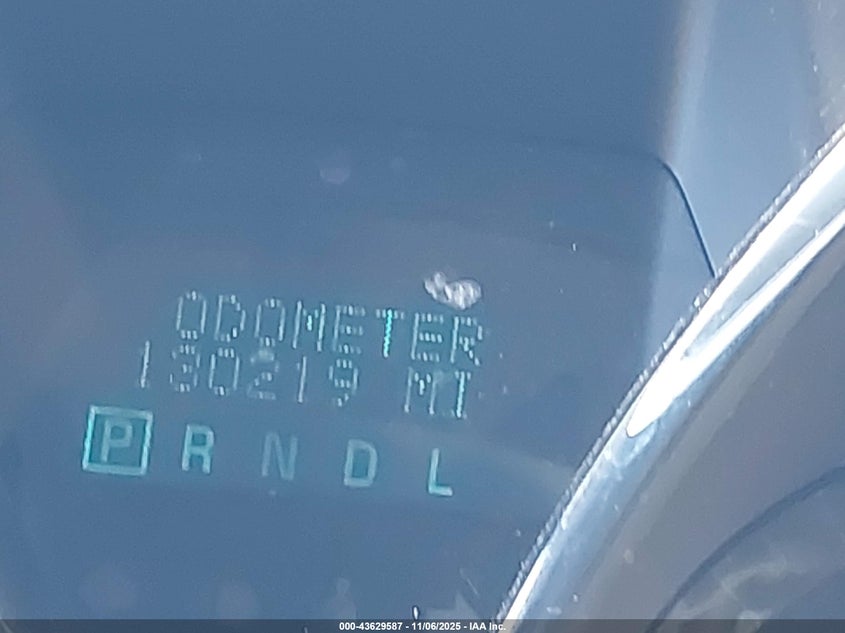 ODOMETER
130219 MI
P R N D L
000-43629587 - 11/06/2025 - IAA Inc.